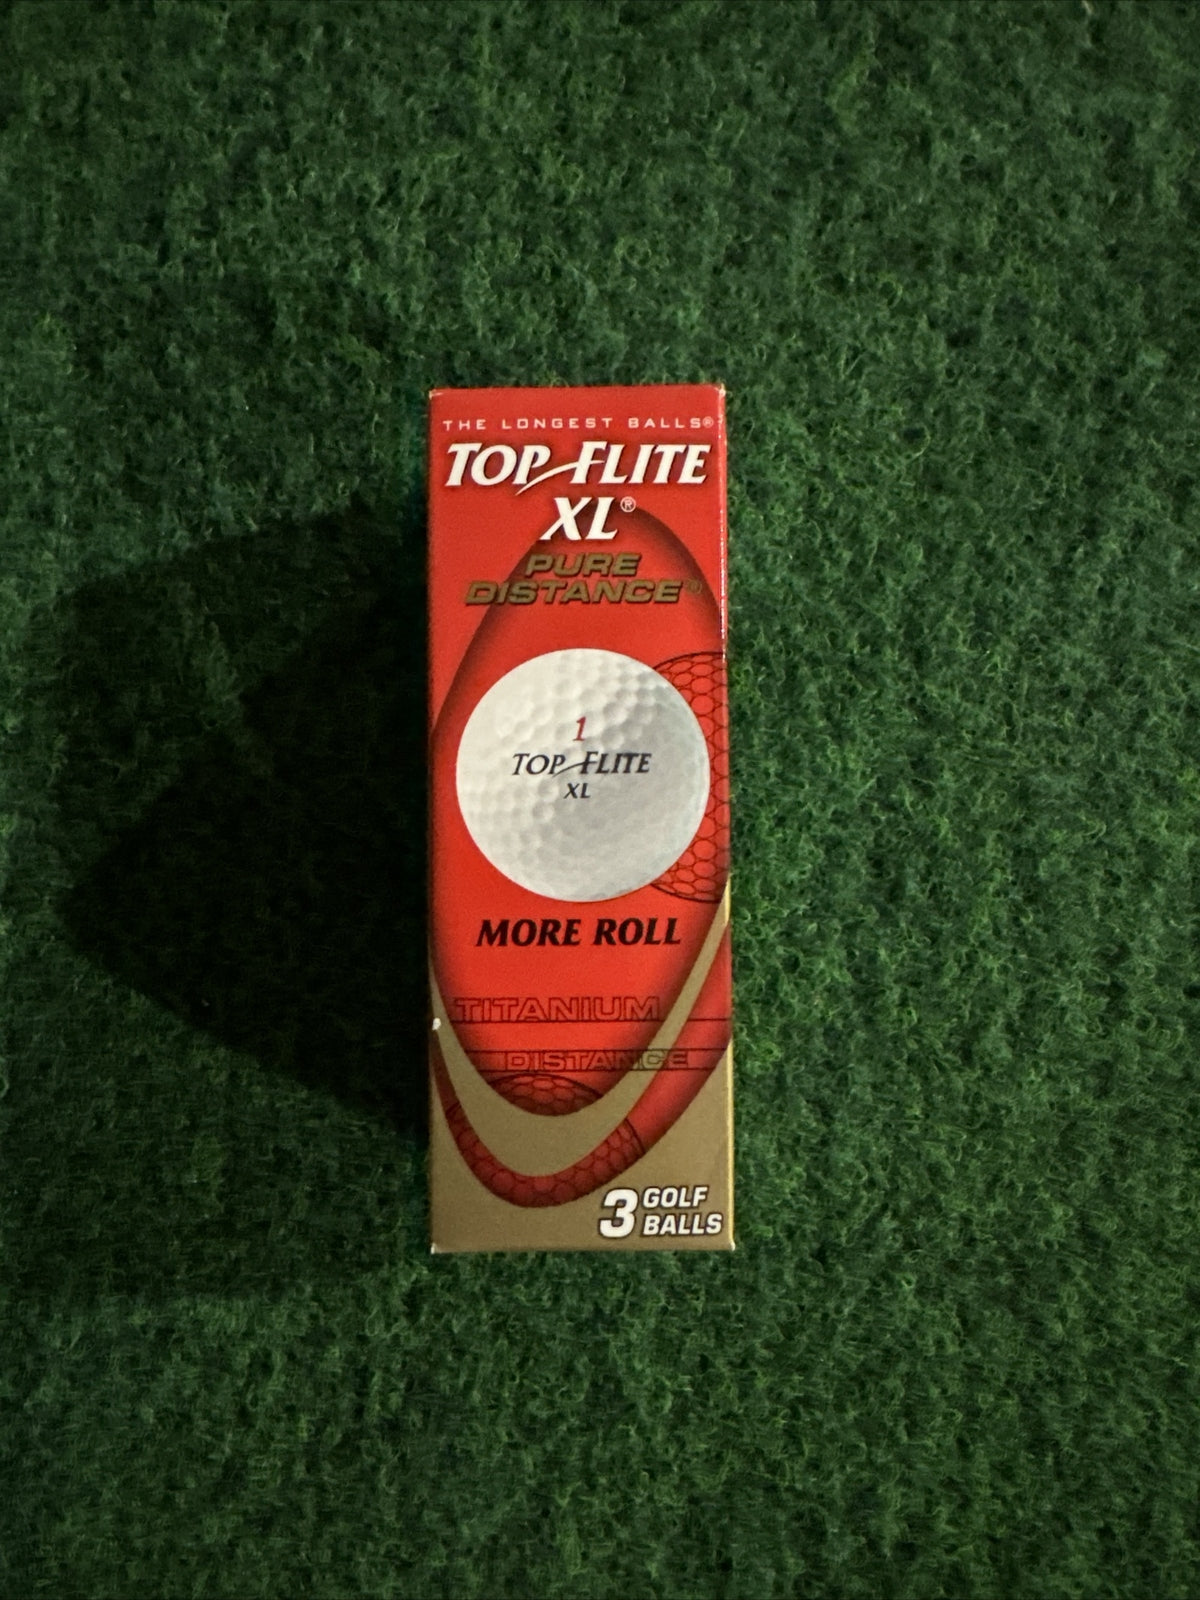 THE LONGEST BALLS®
TOP FLITE
XL®
PURE
DISTANCE®
1
TOP FLITE
XL
MORE ROLL
TITANIUM
DISTANCE
3 GOLF
BALLS